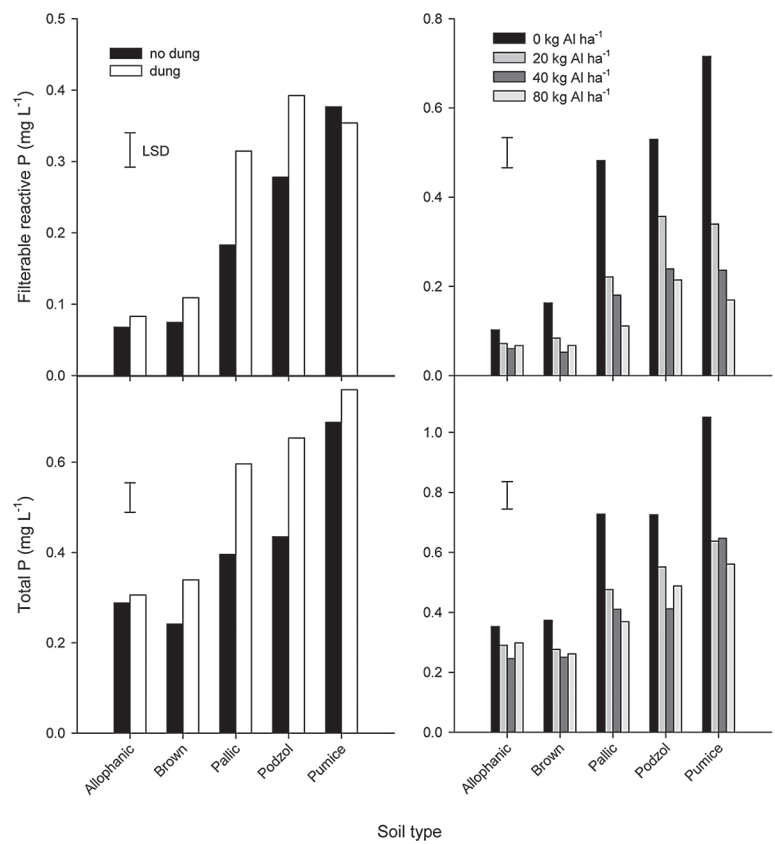 Filterable reactive P (mg L⁻¹)
0.5
0.4
0.3
0.2
0.1
0.0
no dung
dung
LSD
0.8
0.6
0.4
0.2
0.0
0 kg Al ha⁻¹
20 kg Al ha⁻¹
40 kg Al ha⁻¹
80 kg Al ha⁻¹
Total P (mg L⁻¹)
0.6
0.4
0.2
0.0
Allophanic
Brown
Pallic
Podzol
Pumice
1.0
0.8
0.6
0.4
0.2
0.0
Allophanic
Brown
Pallic
Podzol
Pumice
Soil type